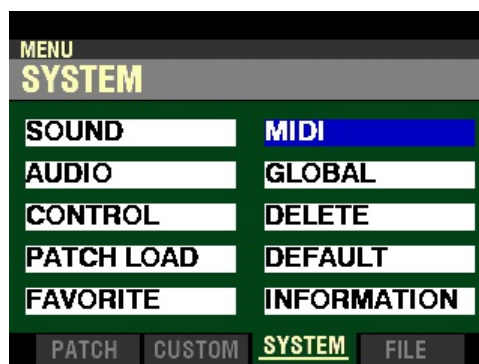 MENU
SYSTEM
SOUND MIDI
AUDIO GLOBAL
CONTROL DELETE
PATCH LOAD DEFAULT
FAVORITE INFORMATION
PATCH CUSTOM SYSTEM FILE